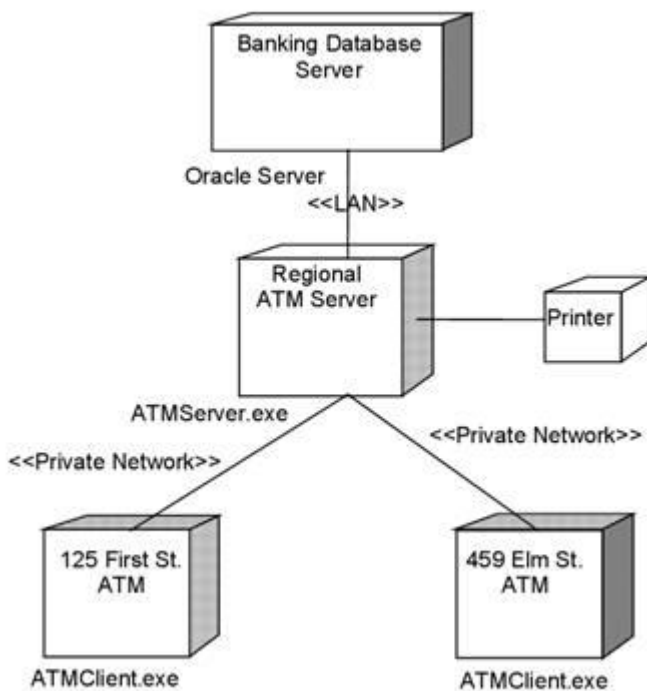 Banking Database
Server
Oracle Server
<<LAN>>
Regional
ATM Server
Printer
ATMServer.exe
<<Private Network>>
<<Private Network>>
125 First St.
ATM
459 Elm St.
ATM
ATMClient.exe
ATMClient.exe